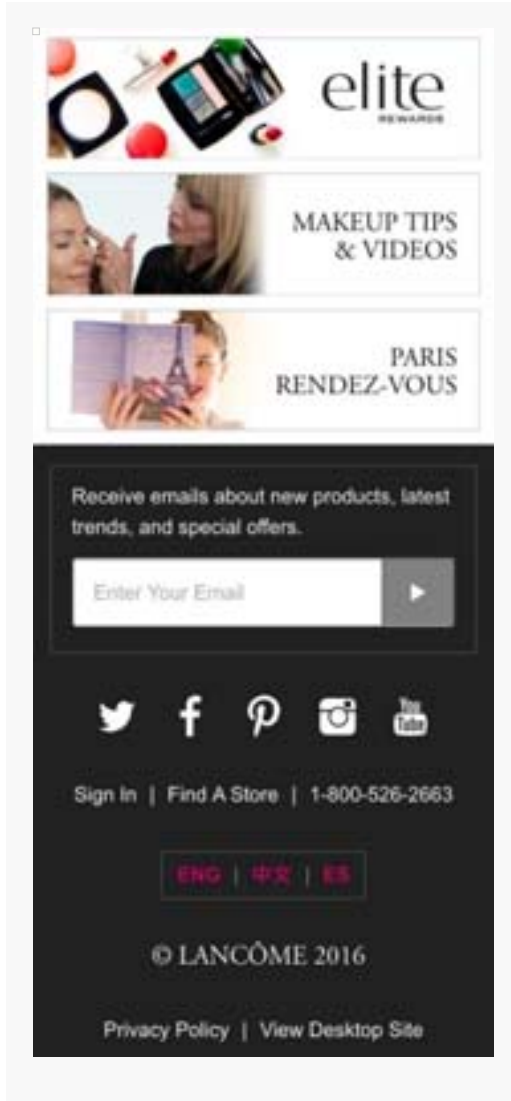 elite
REWARDS
MAKEUP TIPS
& VIDEOS
PARIS
RENDEZ-VOUS
Receive emails about new products, latest
trends, and special offers.
Enter Your Email
You
Tube
Sign In | Find A Store | 1-800-526-2663
ENG | 中文 | ES
© LANCÔME 2016
Privacy Policy | View Desktop Site